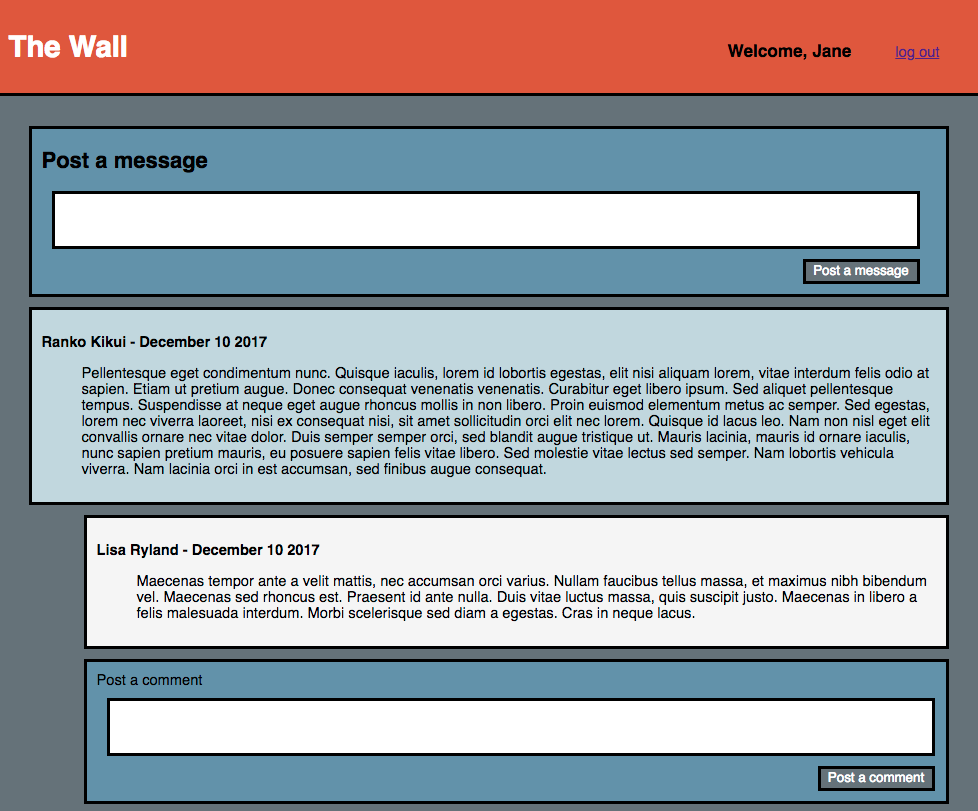 The Wall
Welcome, Jane
log out
Post a message
Post a message
Ranko Kikui - December 10 2017
Pellentesque eget condimentum nunc. Quisque iaculis, lorem id lobortis egestas, elit nisi aliquam lorem, vitae interdum felis odio at
sapien. Etiam ut pretium augue. Donec consequat venenatis venenatis. Curabitur eget libero ipsum. Sed aliquet pellentesque
tempus. Suspendisse at neque eget augue rhoncus mollis in non libero. Proin euismod elementum metus ac semper. Sed egestas,
lorem nec viverra laoreet, nisi ex consequat nisi, sit amet sollicitudin orci elit nec lorem. Quisque id lacus leo. Nam non nisl eget elit
convallis ornare nec vitae dolor. Duis semper semper orci, sed blandit augue tristique ut. Mauris lacinia, mauris id ornare iaculis,
nunc sapien pretium mauris, eu posuere sapien felis vitae libero. Sed molestie vitae lectus sed semper. Nam lobortis vehicula
viverra. Nam lacinia orci in est accumsan, sed finibus augue consequat.
Lisa Ryland - December 10 2017
Maecenas tempor ante a velit mattis, nec accumsan orci varius. Nullam faucibus tellus massa, et maximus nibh bibendum
vel. Maecenas sed rhoncus est. Praesent id ante nulla. Duis vitae luctus massa, quis suscipit justo. Maecenas in libero a
felis malesuada interdum. Morbi scelerisque sed diam a egestas. Cras in neque lacus.
Post a comment
Post a comment